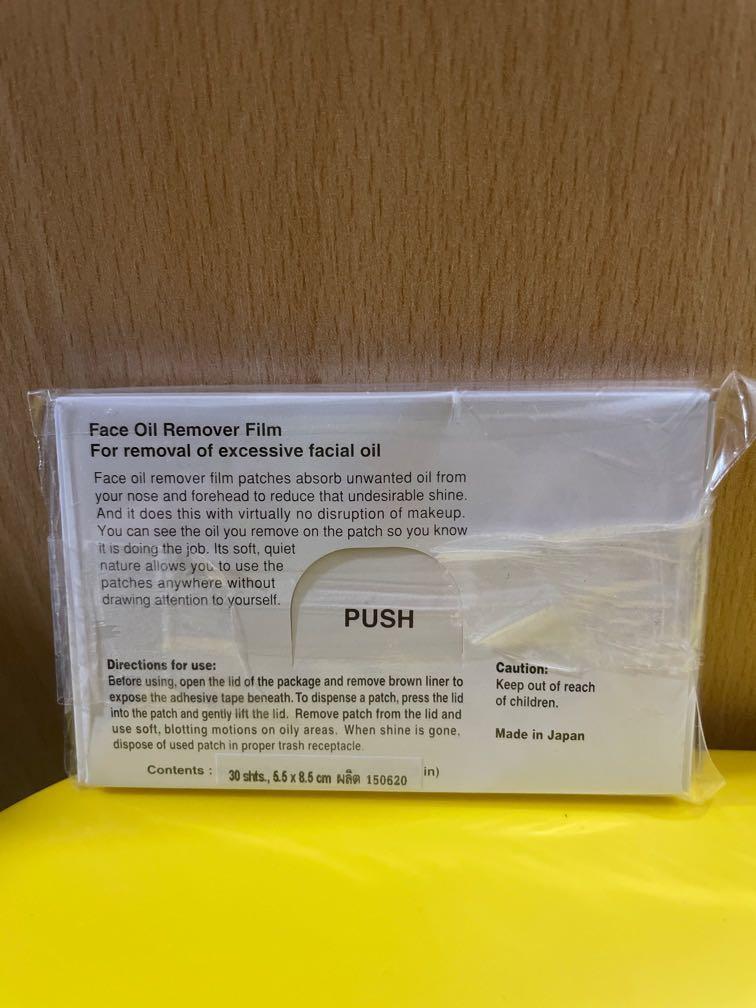 Face Oil Remover Film
For removal of excessive facial oil
Face oil remover film patches absorb unwanted oil from
your nose and forehead to reduce that undesirable shine.
And it does this with virtually no disruption of makeup.
You can see the oil you remove on the patch so you know
it is doing the job. Its soft, quiet
nature allows you to use the
patches anywhere without
drawing attention to yourself.
PUSH
Directions for use:
Before using, open the lid of the package and remove brown liner to
expose the adhesive tape beneath. To dispense a patch, press the lid
into the patch and gently lift the lid. Remove patch from the lid and
use soft, blotting motions on oily areas. When shine is gone,
dispose of used patch in proper trash receptacle.
Caution:
Keep out of reach
of children.
Made in Japan
Contents : 30 shts., 5.5 x 8.5 cm ผลิต 150620 in)